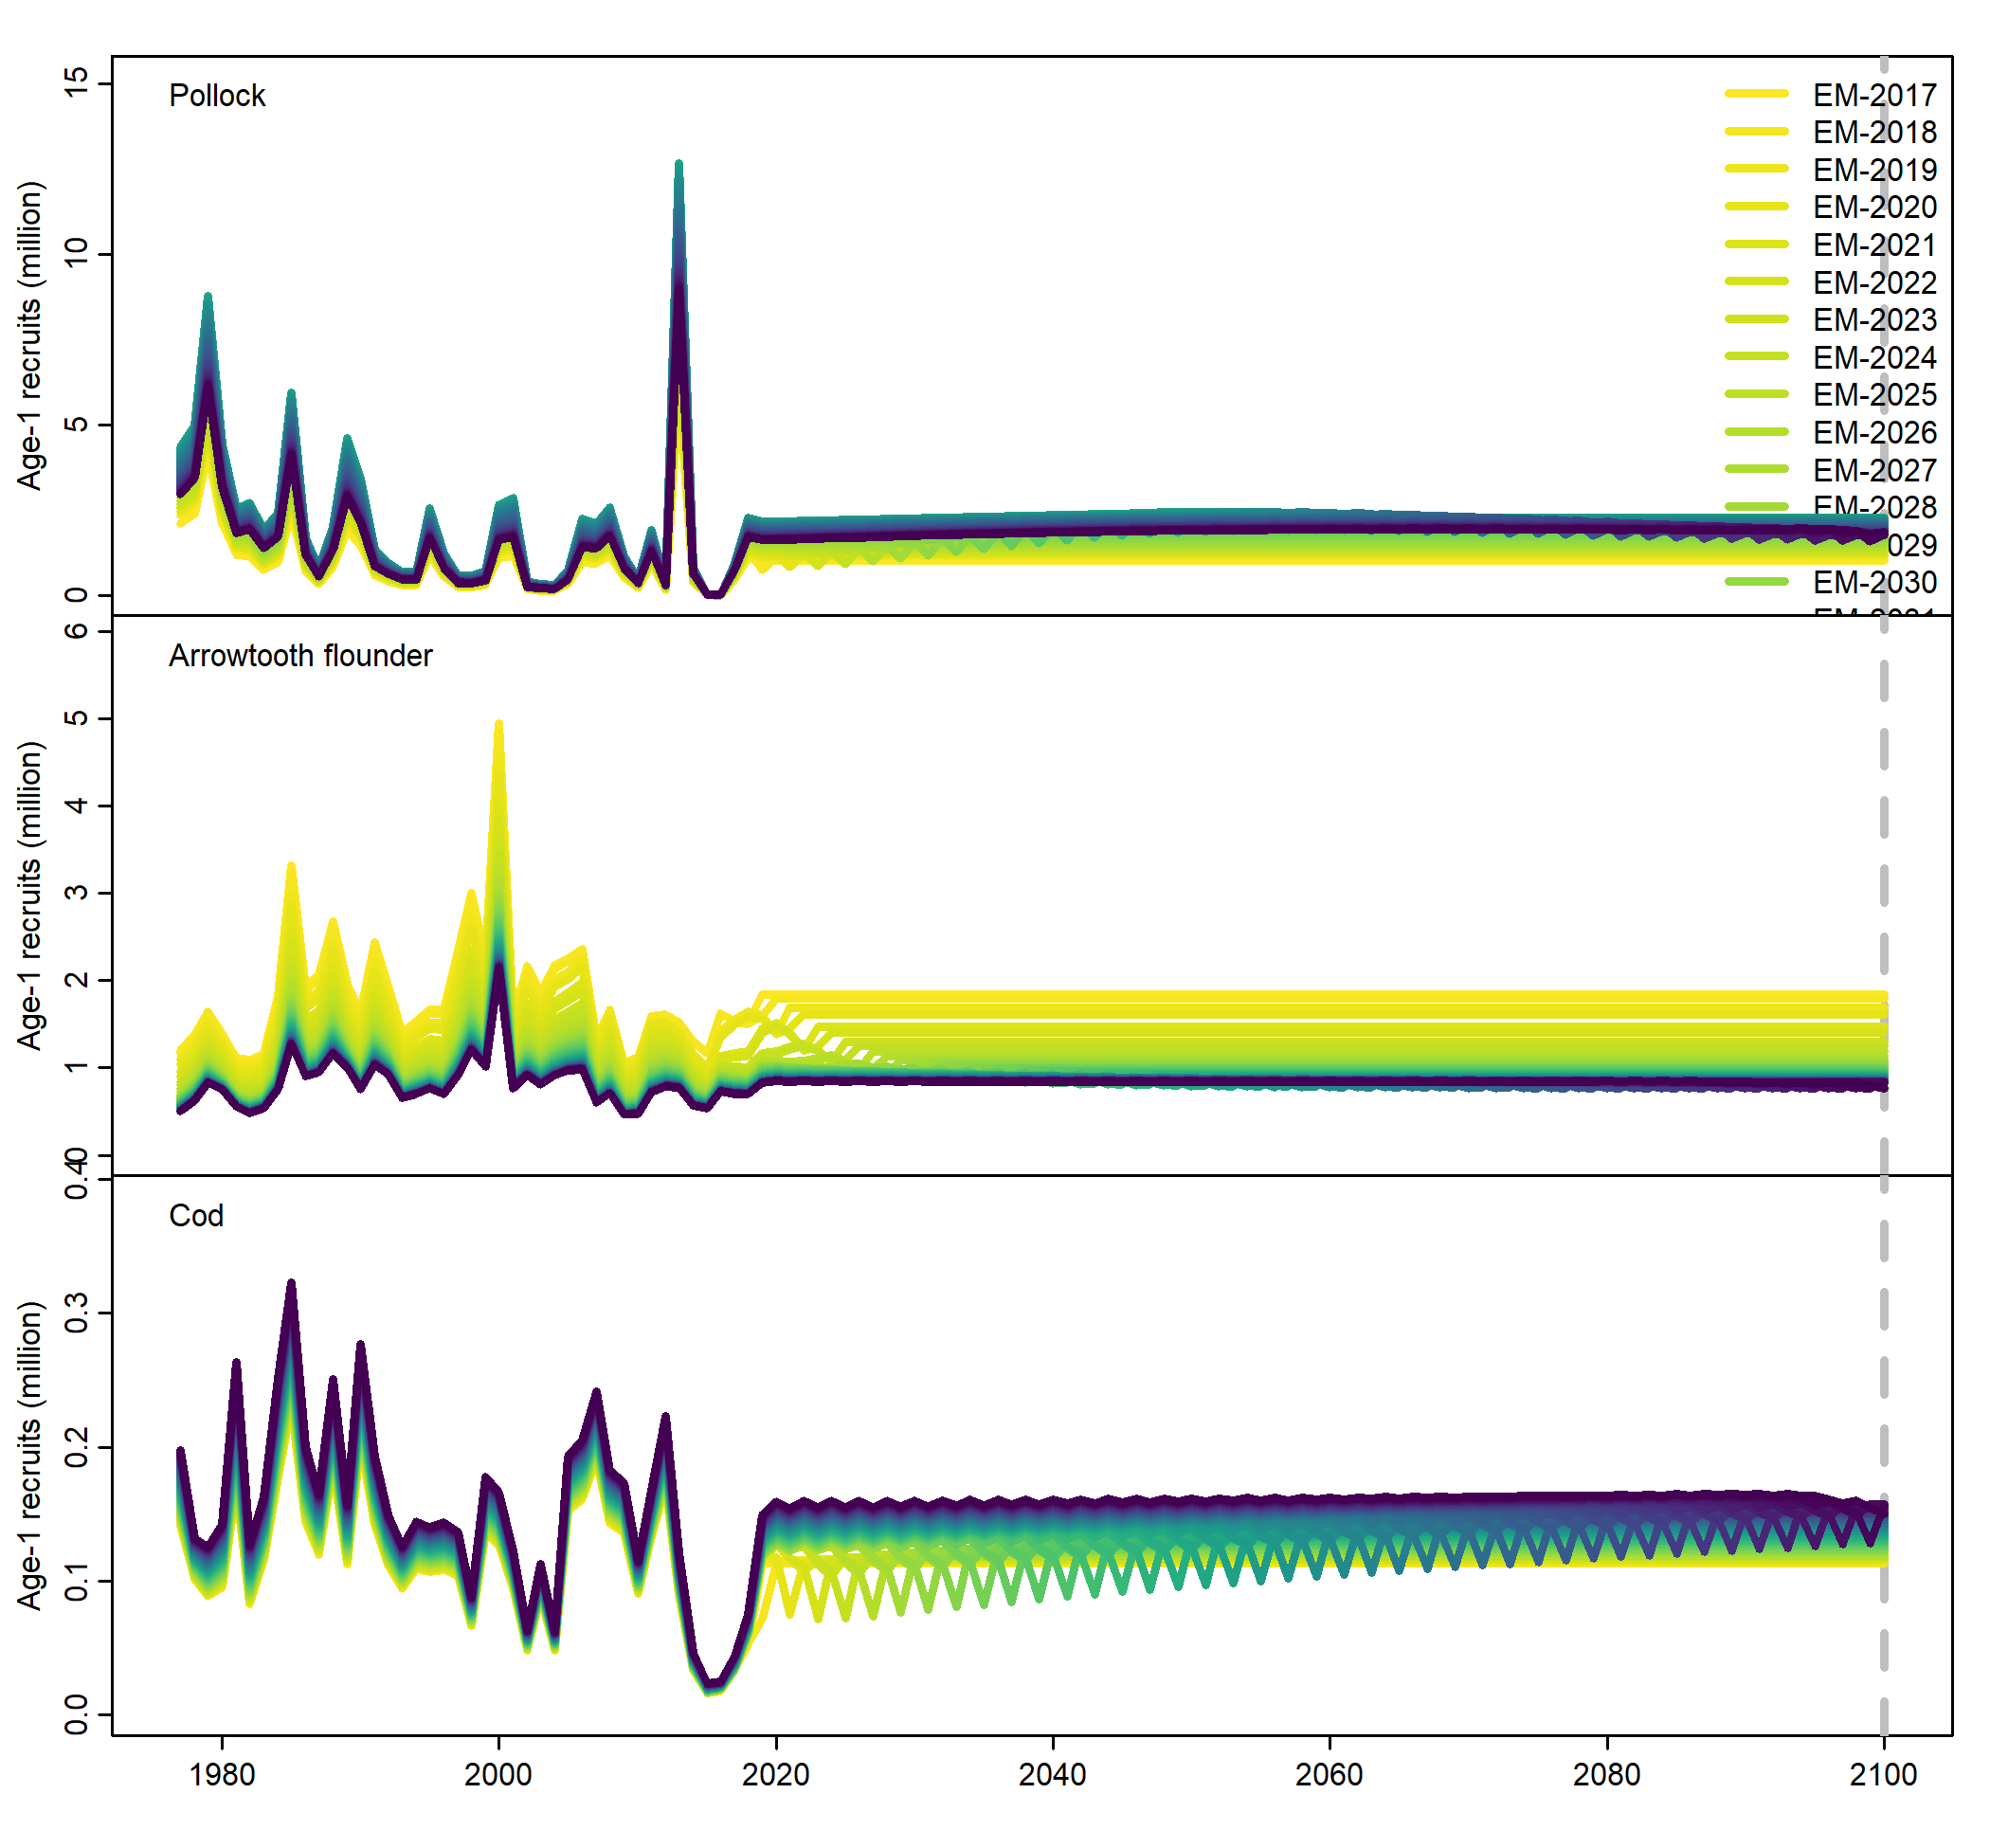 Pollock
Age-1 recruits (million)
15
10
5
0
EM-2017
EM-2018
EM-2019
EM-2020
EM-2021
EM-2022
EM-2023
EM-2024
EM-2025
EM-2026
EM-2027
EM-2028
029
EM-2030
Arrowtooth flounder
Age-1 recruits (million)
6
5
4
3
2
1
0
Cod
Age-1 recruits (million)
0.4
0.3
0.2
0.1
0.0
1980 2000 2020 2040 2060 2080 2100